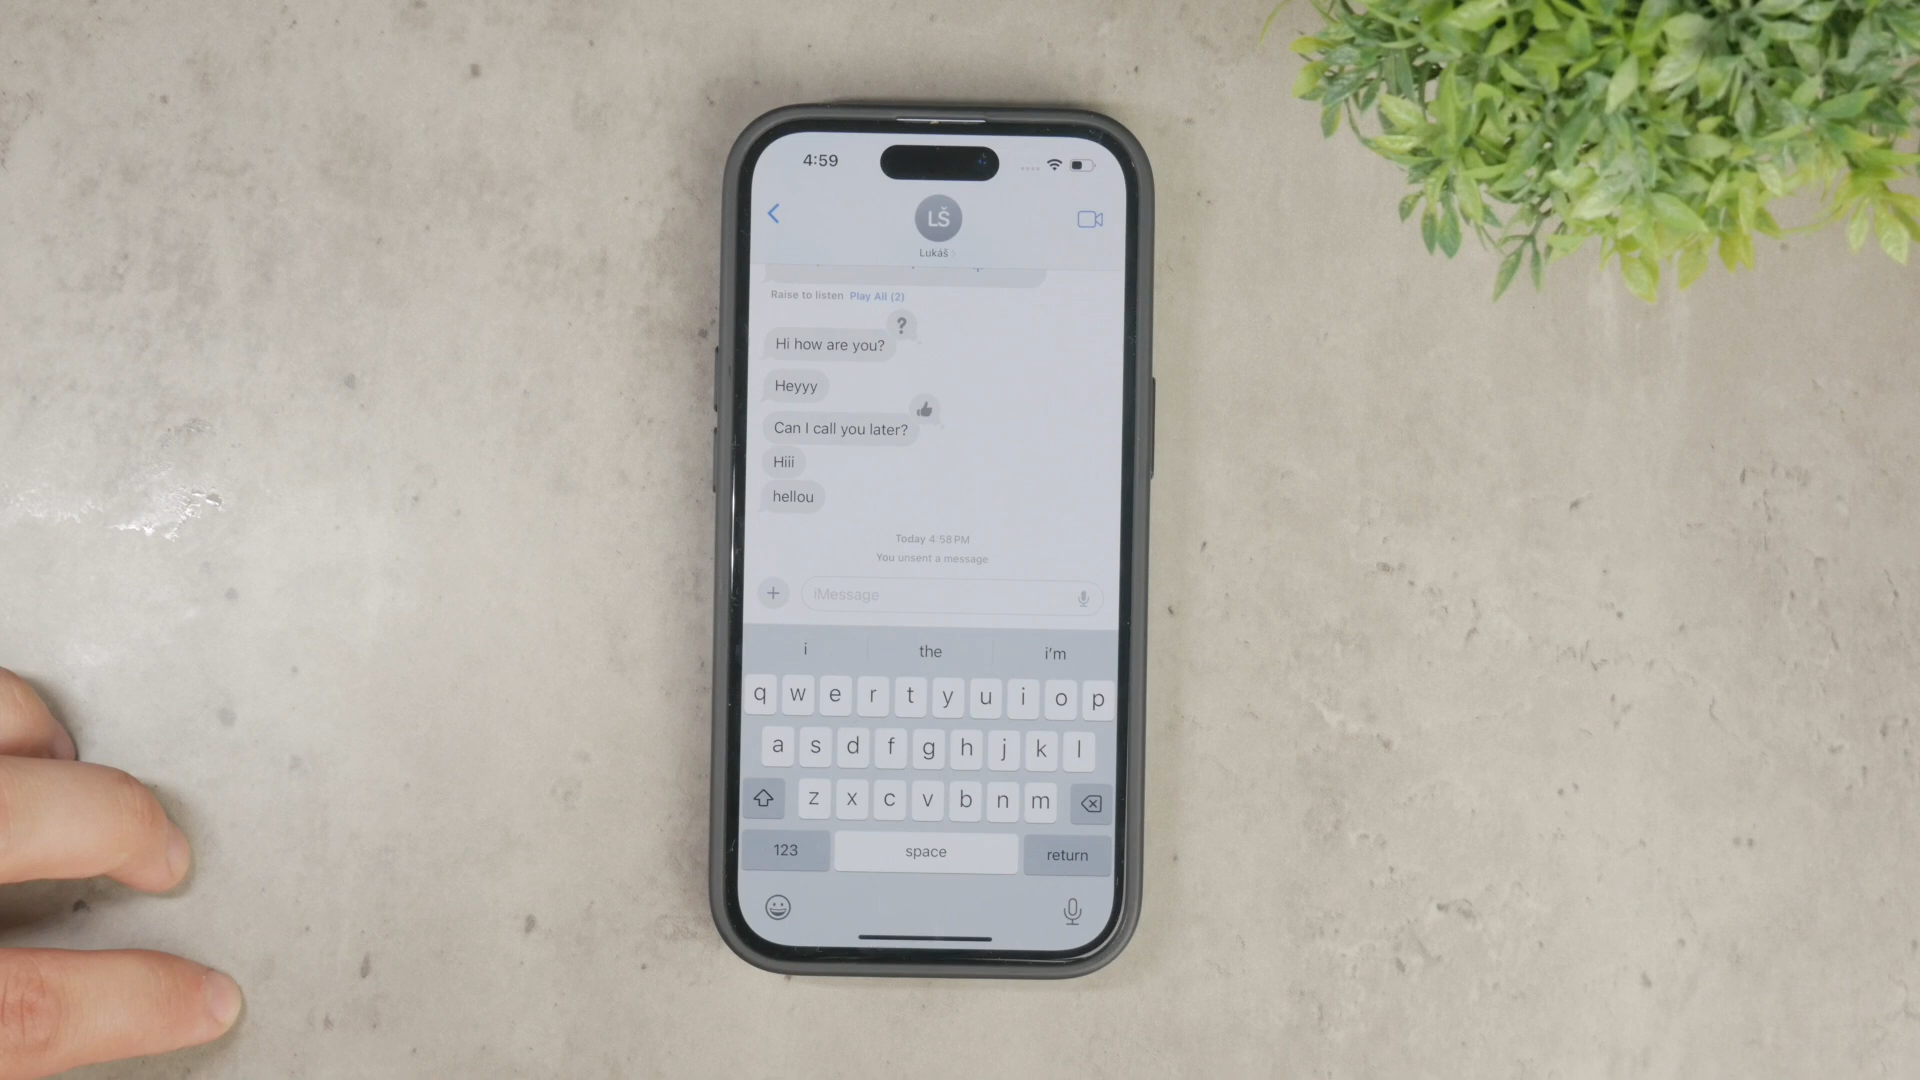 4:59
LŠ
Lukáš
Raise to listen Play All (2)
?
Hi how are you?
Heyyy
Can I call you later?
Hiii
hellou
Today 4:58 PM
You unsent a message
iMessage
i the i'm
q w e r t y u i o p
a s d f g h j k l
z x c v b n m
123 space return